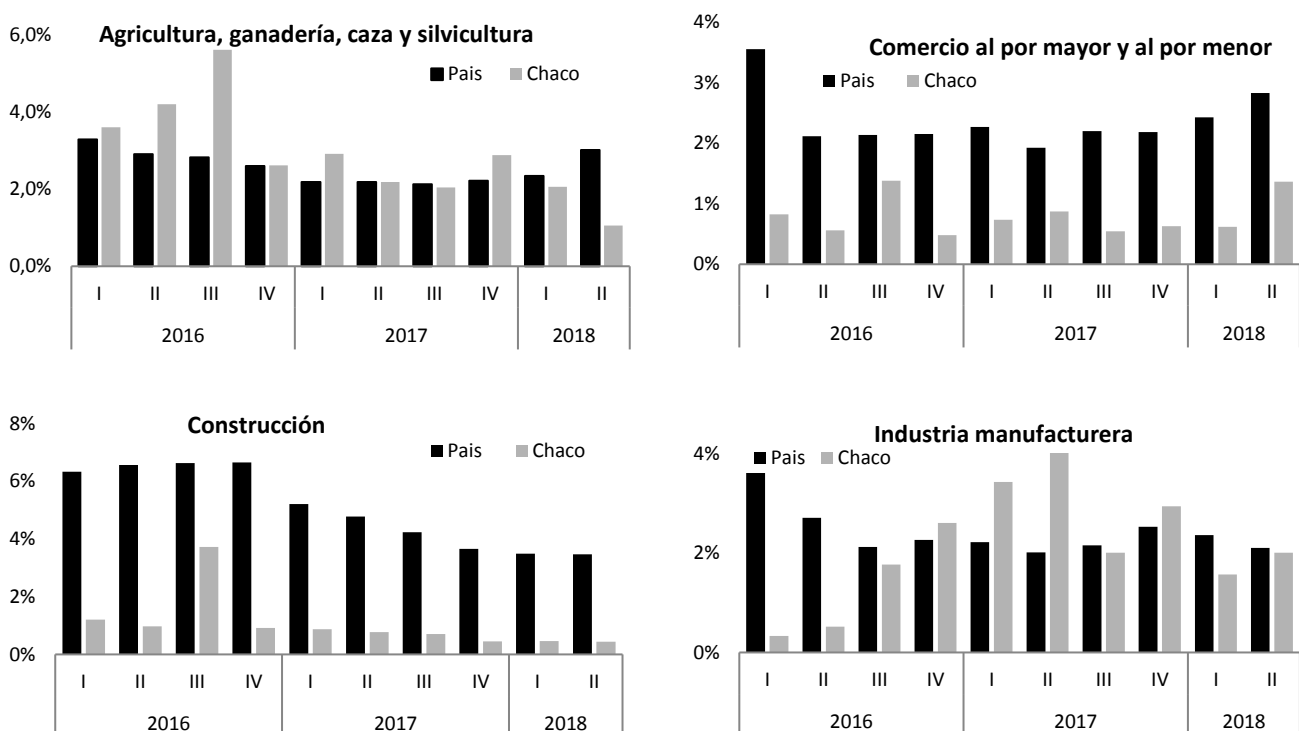 Agricultura, ganadería, caza y silvicultura
Pais Chaco
6,0%
4,0%
2,0%
0,0%
I II III IV I II III IV I II
2016 2017 2018
Comercio al por mayor y al por menor
Pais Chaco
4%
3%
2%
1%
0%
I II III IV I II III IV I II
2016 2017 2018
Construcción
Pais Chaco
8%
6%
4%
2%
0%
I II III IV I II III IV I II
2016 2017 2018
Industria manufacturera
Pais Chaco
4%
2%
0%
I II III IV I II III IV I II
2016 2017 2018